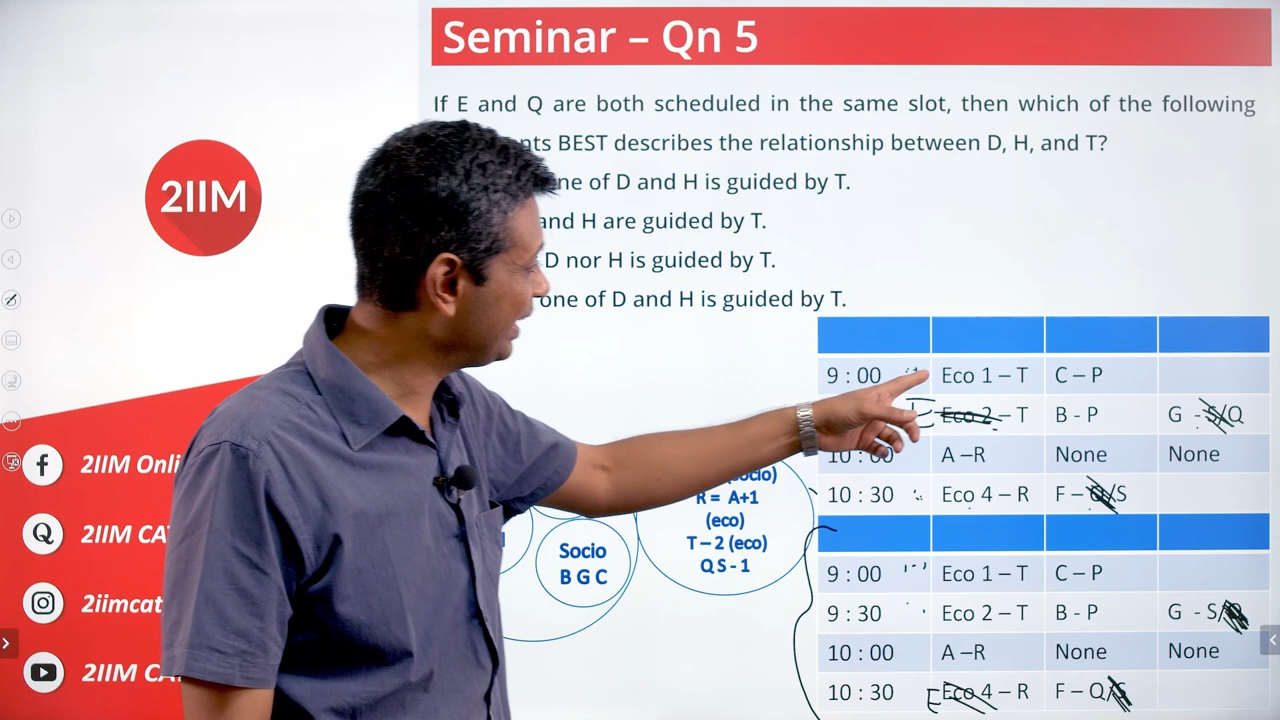 Seminar – Qn 5
If E and Q are both scheduled in the same slot, then which of the following
BEST describes the relationship between D, H, and T?
of D and H is guided by T.
and H are guided by T.
D nor H is guided by T.
one of D and H is guided by T.
2IIM
9 : 00 Eco 1 – T C – P
E Eco 2 – T B - P G - S/Q
10 : 00 A –R None None
10 : 30 Eco 4 – R F – Q/S
9 : 00 Eco 1 – T C – P
9 : 30 Eco 2 – T B - P G - S/
10 : 00 A –R None None
10 : 30 E Eco 4 – R F – Q/S
R = A+1
(eco)
T – 2 (eco)
Q S - 1
Socio
B G C
2IIM Onli
2IIM CA
2iimcat
2IIM CA